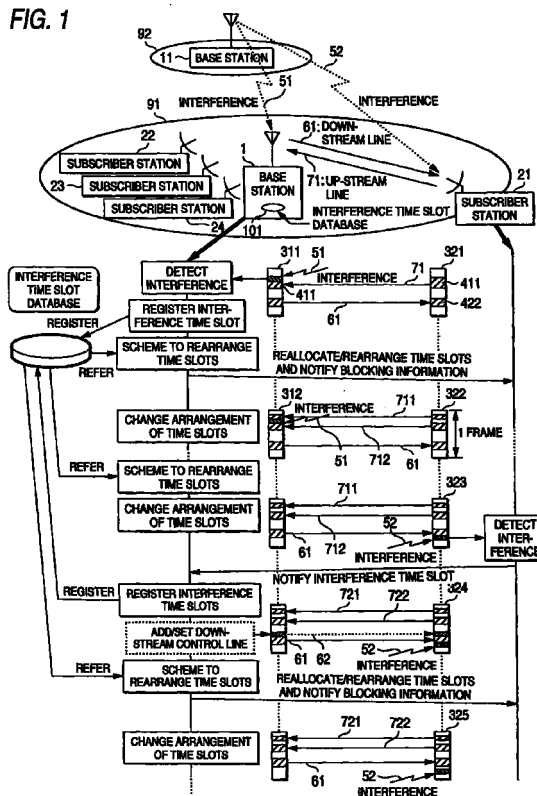 FIG. 1
92
11
BASE STATION
52
51
INTERFERENCE
INTERFERENCE
91
61: DOWN-
STREAM LINE
22
SUBSCRIBER STATION
1
71: UP-STREAM
LINE
23
SUBSCRIBER STATION
BASE
STATION
21
SUBSCRIBER STATION
24
101
INTERFERENCE TIME SLOT
DATABASE
SUBSCRIBER
STATION
INTERFERENCE
TIME SLOT
DATABASE
DETECT
INTERFERENCE
311
51
321
INTERFERENCE
71
411
411
422
61
REGISTER
REGISTER INTER-
FERENCE TIME SLOT
REFER
SCHEME TO REARRANGE
TIME SLOTS
REALLOCATE/REARRANGE TIME SLOTS
AND NOTIFY BLOCKING INFORMATION
312
INTERFERENCE
322
711
CHANGE ARRANGEMENT
OF TIME SLOTS
1 FRAME
51
712
61
REFER
SCHEME TO REARRANGE
TIME SLOTS
711
323
CHANGE ARRANGEMENT
OF TIME SLOTS
61
712
52
INTERFERENCE
DETECT
INTER-
FERENCE
NOTIFY INTERFERENCE TIME SLOT
REGISTER
REGISTER INTERFERENCE
TIME SLOTS
721
324
722
ADD/SET DOWN-
STREAM CONTROL LINE
61
62
52
INTERFERENCE
REFER
SCHEME TO
REARRANGE TIME SLOTS
REALLOCATE/REARRANGE TIME SLOTS
AND NOTIFY BLOCKING INFORMATION
721
722
325
CHANGE ARRANGEMENT
OF TIME SLOTS
61
52
INTERFERENCE